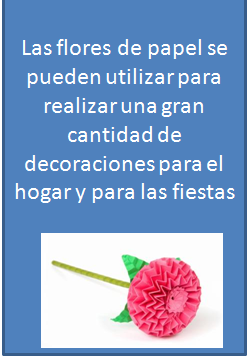 Las flores de papel se
pueden utilizar para
realizar una gran
cantidad de
decoraciones para el
hogar y para las fiestas